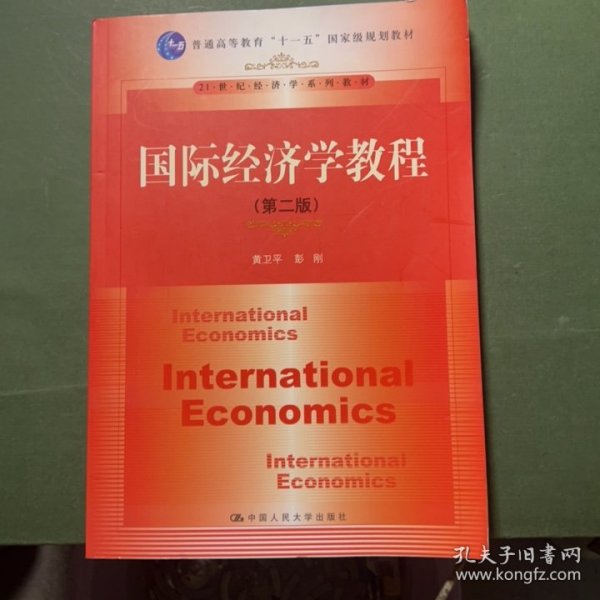 十一五 普通高等教育“十一五”国家级规划教材
21·世·纪·经·济·学·系·列·教·材
国际经济学教程
(第二版)
黄卫平 彭 刚
International
Economics
International
Economics
International
Economics
中国人民大学出版社
孔夫子旧书网
www.kongfz.com